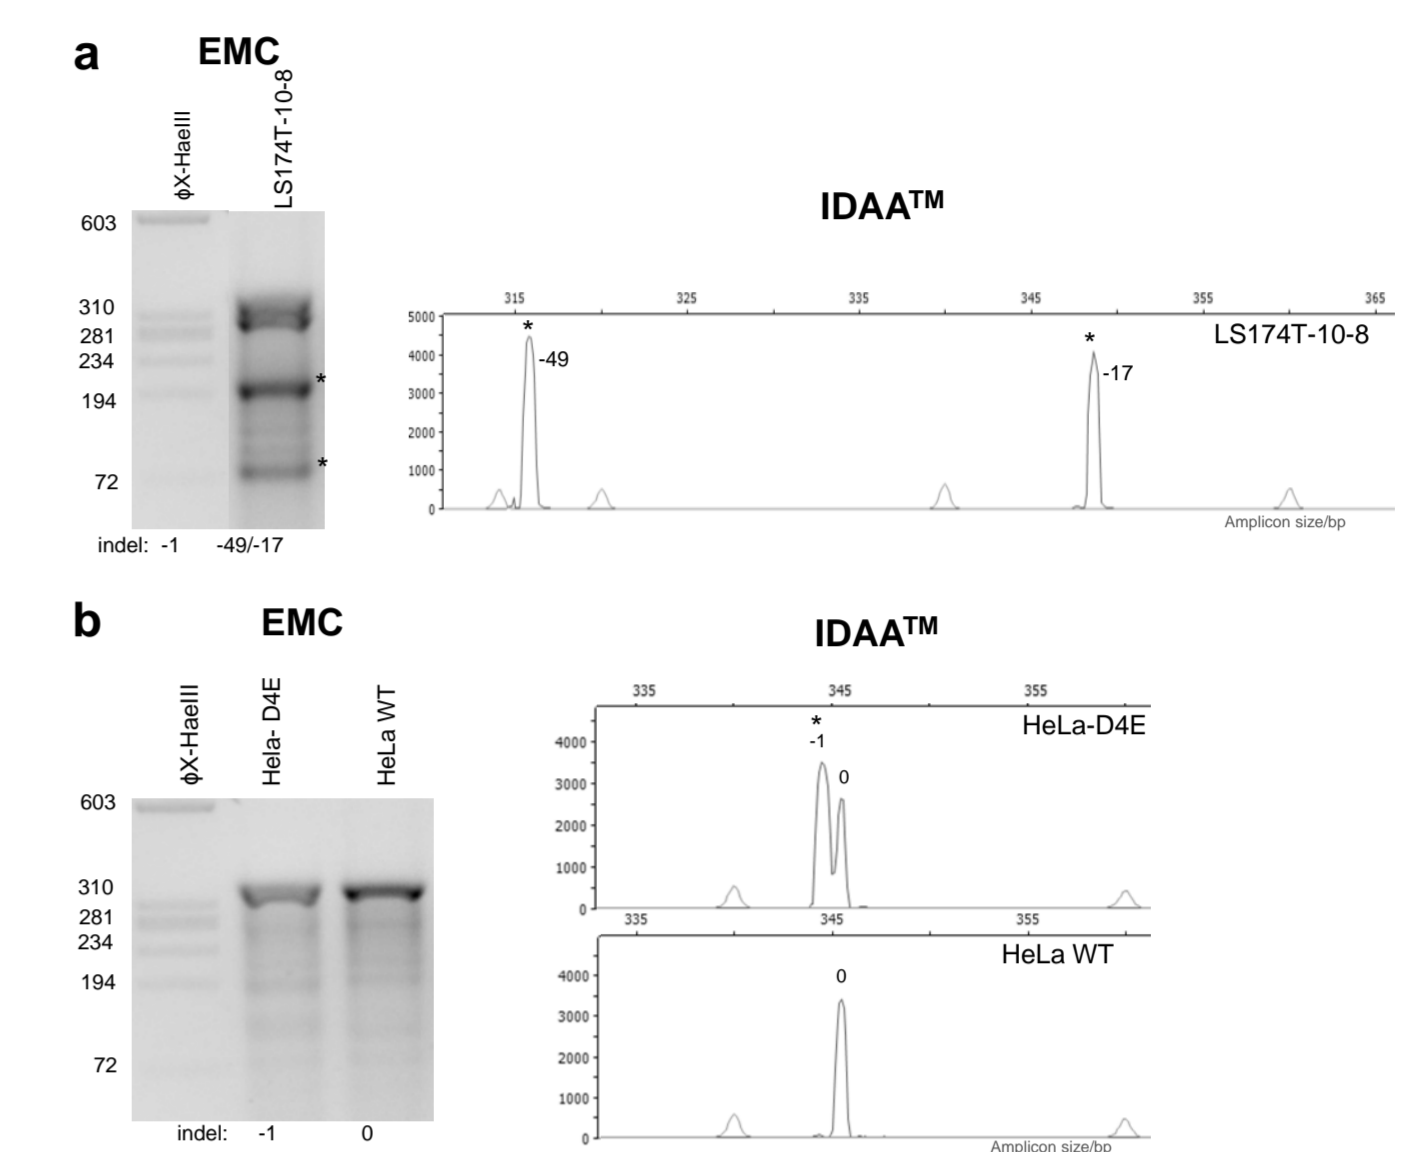 a
EMC
ϕX-HaeIII
LS174T-10-8
603
310
281
234
194
72
*
*
indel: -1 -49/-17
IDAA™
315 325 335 345 355 365
5000
4000
3000
2000
1000
0
*
-49
*
-17
LS174T-10-8
Amplicon size/bp
b
EMC
ϕX-HaeIII
Hela- D4E
HeLa WT
603
310
281
234
194
72
indel: -1 0
IDAA™
335 345 355
4000
3000
2000
1000
0
*
-1
0
HeLa-D4E
335 345 355
4000
3000
2000
1000
0
0
HeLa WT
Amplicon size/bp